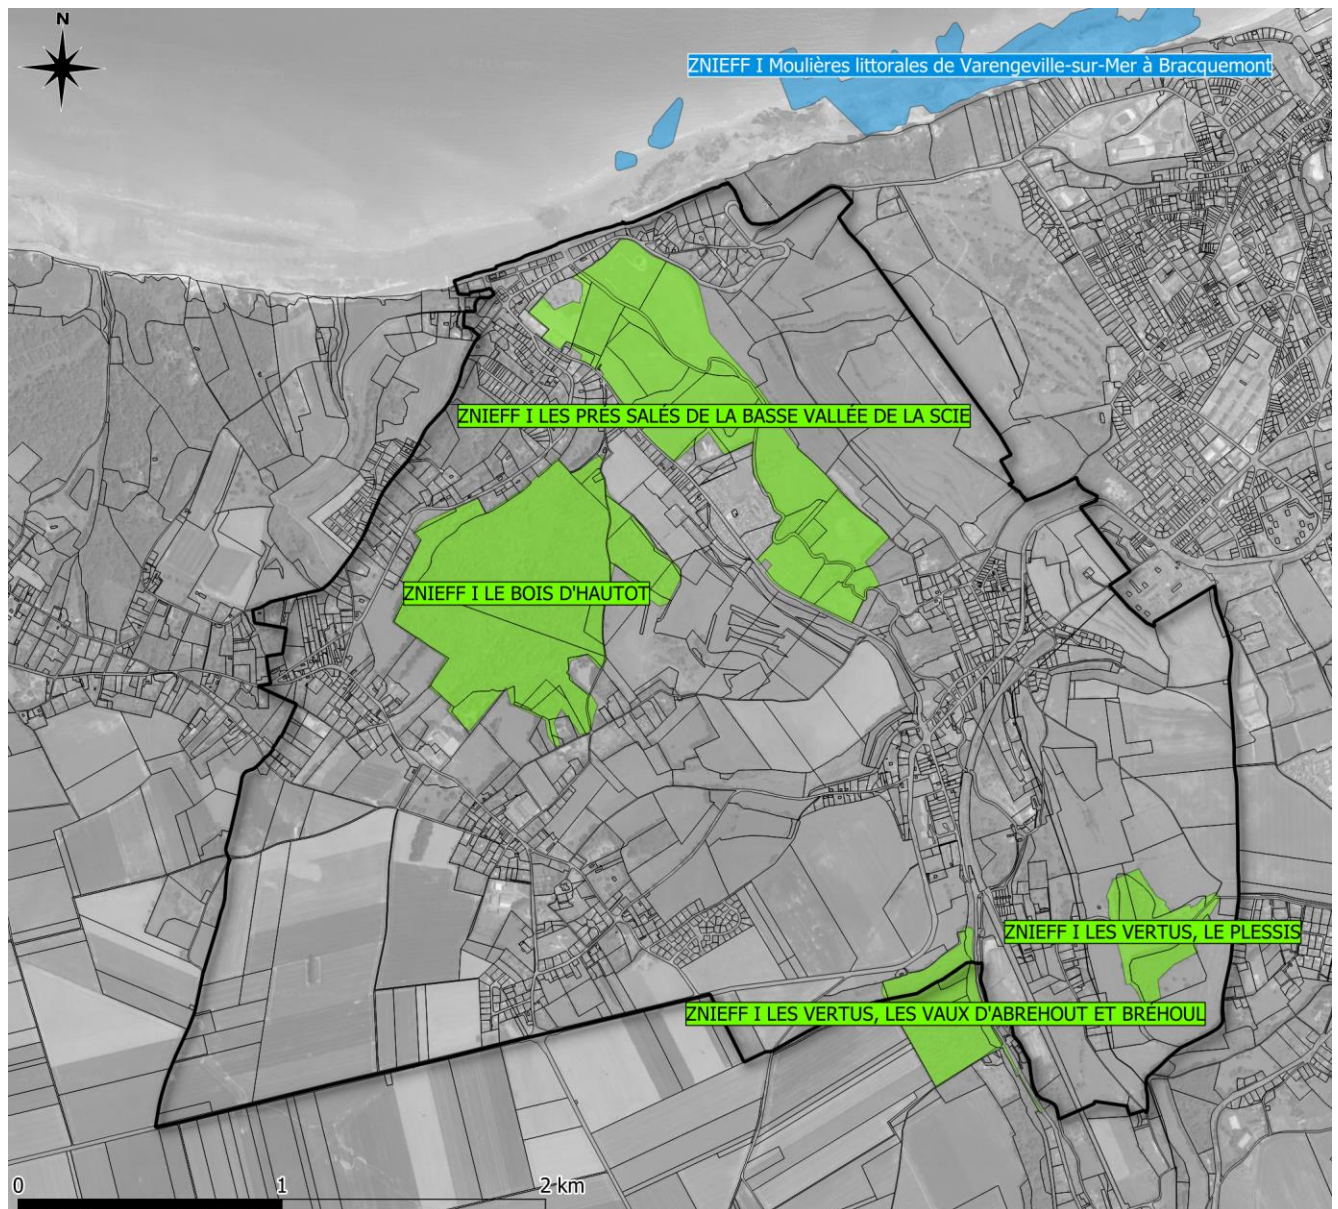 N
ZNIEFF I Moulières littorales de Varengeville-sur-Mer à Bracquemont
ZNIEFF I LES PRÉS SALÉS DE LA BASSE VALLÉE DE LA SCIE
ZNIEFF I LE BOIS D'HAUTOT
ZNIEFF I LES VERTUS, LE PLESSIS
ZNIEFF I LES VERTUS, LES VAUX D'ABREHOUT ET BRÉHOUL
0 1 2 km